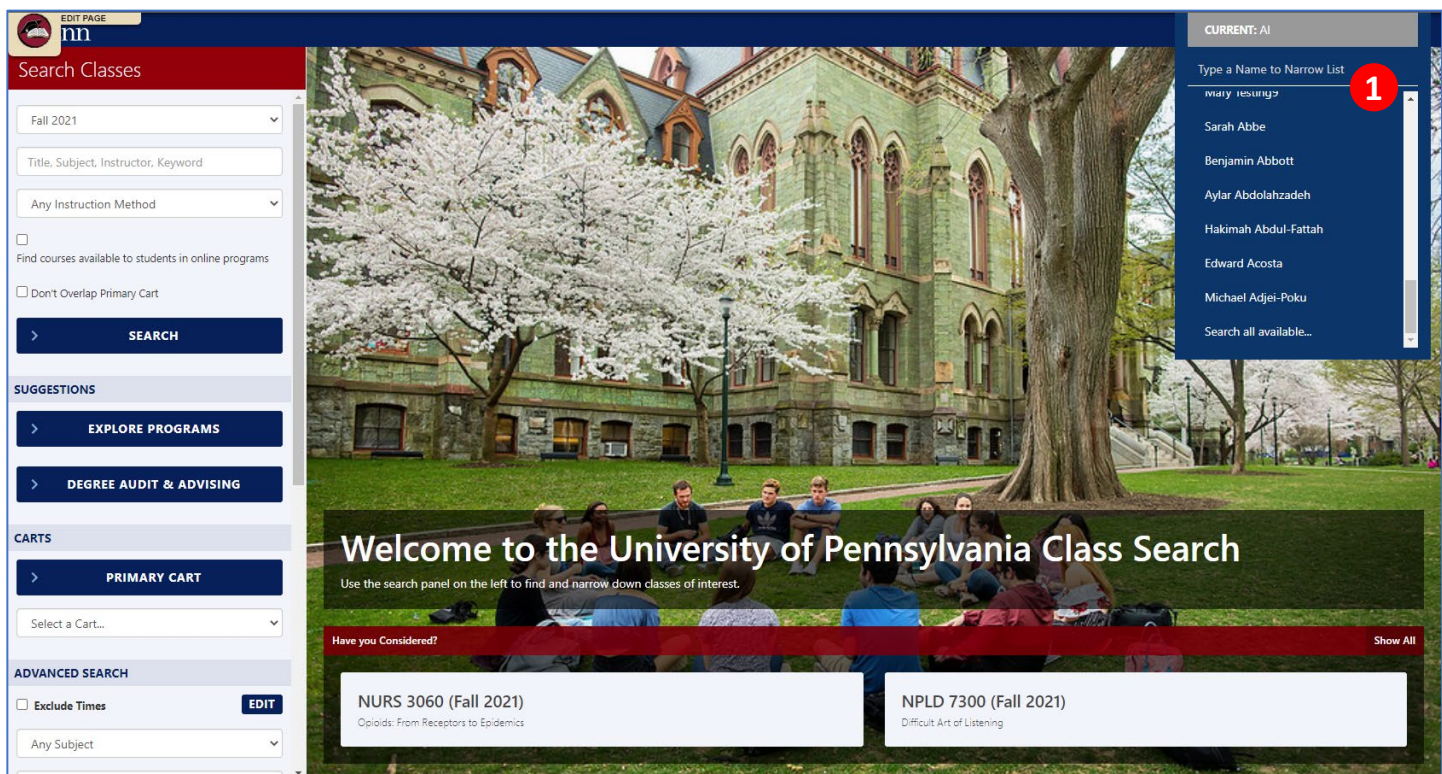 EDIT PAGE
nn
Search Classes
Fall 2021
Title, Subject, Instructor, Keyword
Any Instruction Method
Find courses available to students in online programs
Don't Overlap Primary Cart
SEARCH
SUGGESTIONS
EXPLORE PROGRAMS
DEGREE AUDIT & ADVISING
CARTS
PRIMARY CART
Select a Cart...
ADVANCED SEARCH
Exclude Times
EDIT
Any Subject
CURRENT: AI
Type a Name to Narrow List
1
Mary Testing9
Sarah Abbe
Benjamin Abbott
Aylar Abdolahzadeh
Hakimah Abdul-Fattah
Edward Acosta
Michael Adjei-Poku
Search all available...
Welcome to the University of Pennsylvania Class Search
Use the search panel on the left to find and narrow down classes of interest.
Have you Considered?
Show All
NURS 3060 (Fall 2021)
Opioids: From Receptors to Epidemics
NPLD 7300 (Fall 2021)
Difficult Art of Listening